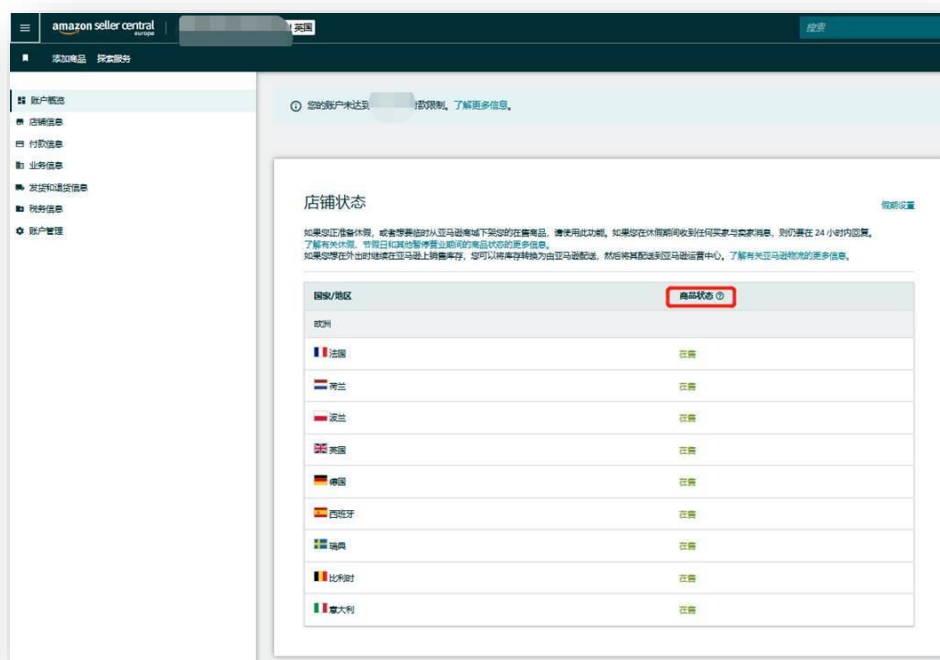 amazon seller central
europe
英国
搜索
添加商品 探索服务
账户概览
店铺信息
付款信息
业务信息
发货和退货信息
税务信息
账户管理
您的账户未达到 付款限制。了解更多信息。
店铺状态
假期设置
如果您正准备休假，或者想要临时从亚马逊商城下架您的在售商品，请使用此功能。如果您在休假期间收到任何买家与卖家消息，则仍要在 24 小时内回复。
了解有关休假、节假日和其他暂停营业期间的商品状态的更多信息。
如果您想在外出时继续在亚马逊上销售库存，您可以将库存转换为由亚马逊配送，然后将其配送到亚马逊运营中心。了解有关亚马逊物流的更多信息。
国家/地区 商品状态
欧洲
法国 在售
荷兰 在售
波兰 在售
英国 在售
德国 在售
西班牙 在售
瑞典 在售
比利时 在售
意大利 在售